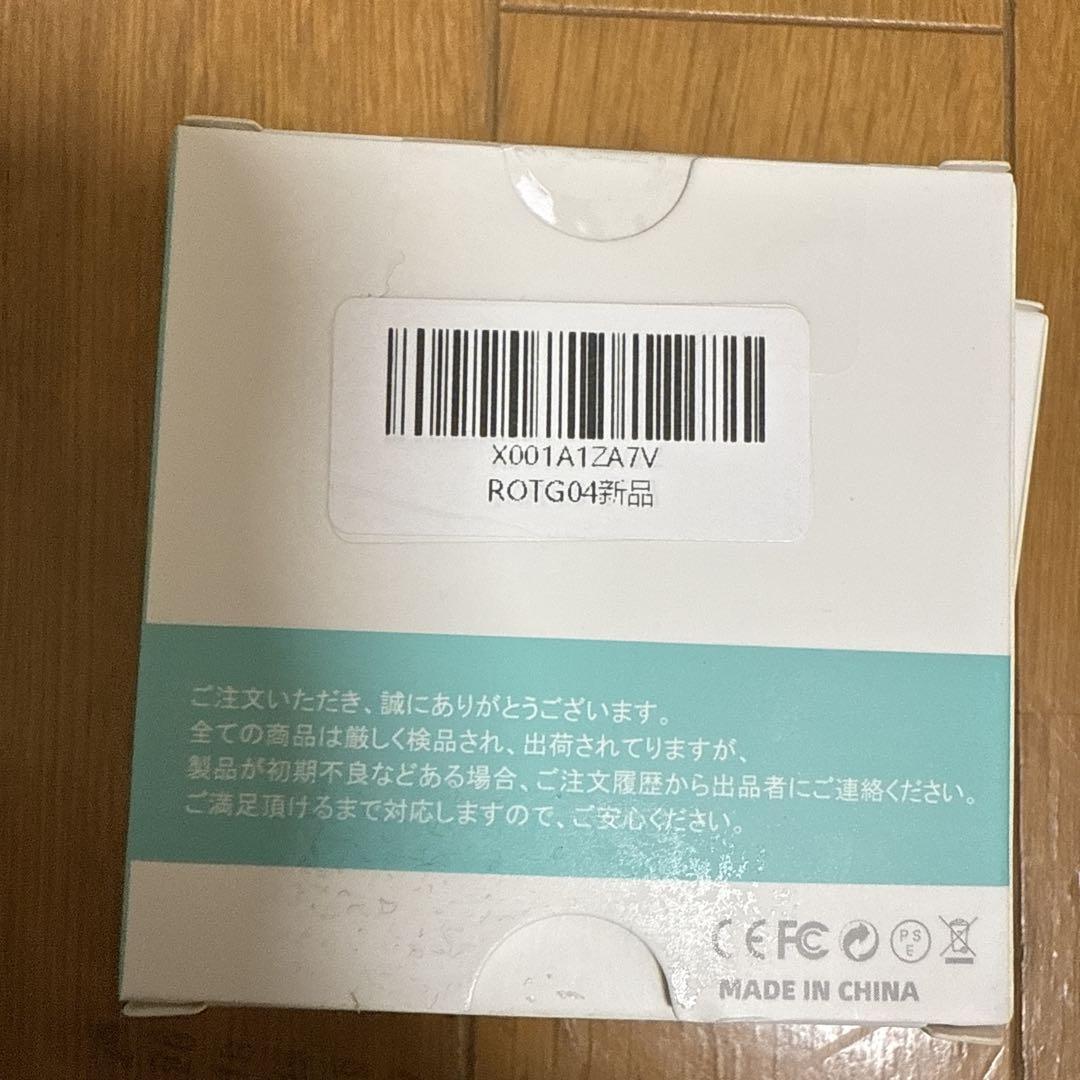 X001A1ZA7V
ROTG04新品
ご注文いただき、誠にありがとうございます。
全ての商品は厳しく検品され、出荷されてりますが、
製品が初期不良などある場合、ご注文履歴から出品者にご連絡ください。
ご満足頂けるまで対応しますので、ご安心ください。
CE FC PSE
MADE IN CHINA